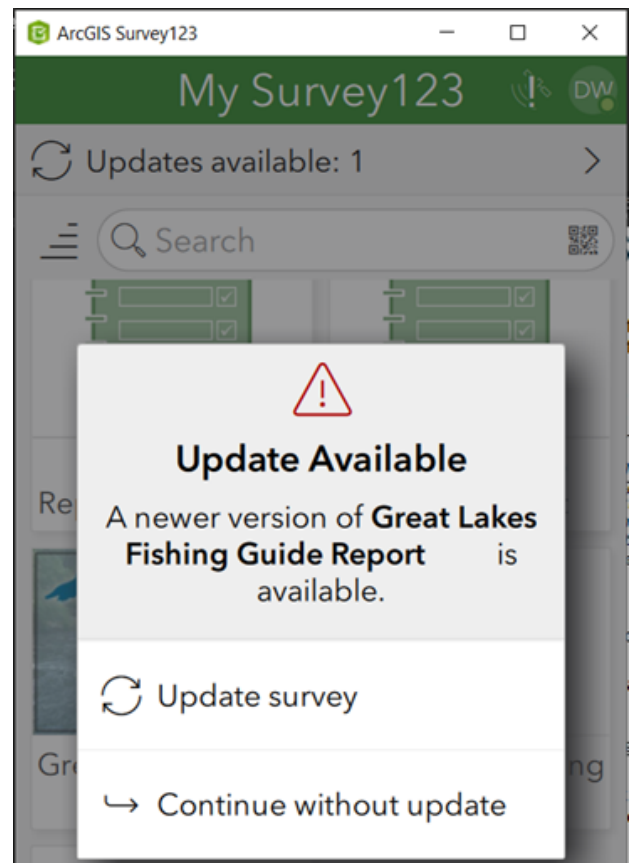 ArcGIS Survey123
My Survey123
DW
Updates available: 1
Search
Update Available
A newer version of Great Lakes
Fishing Guide Report is
available.
Update survey
Continue without update